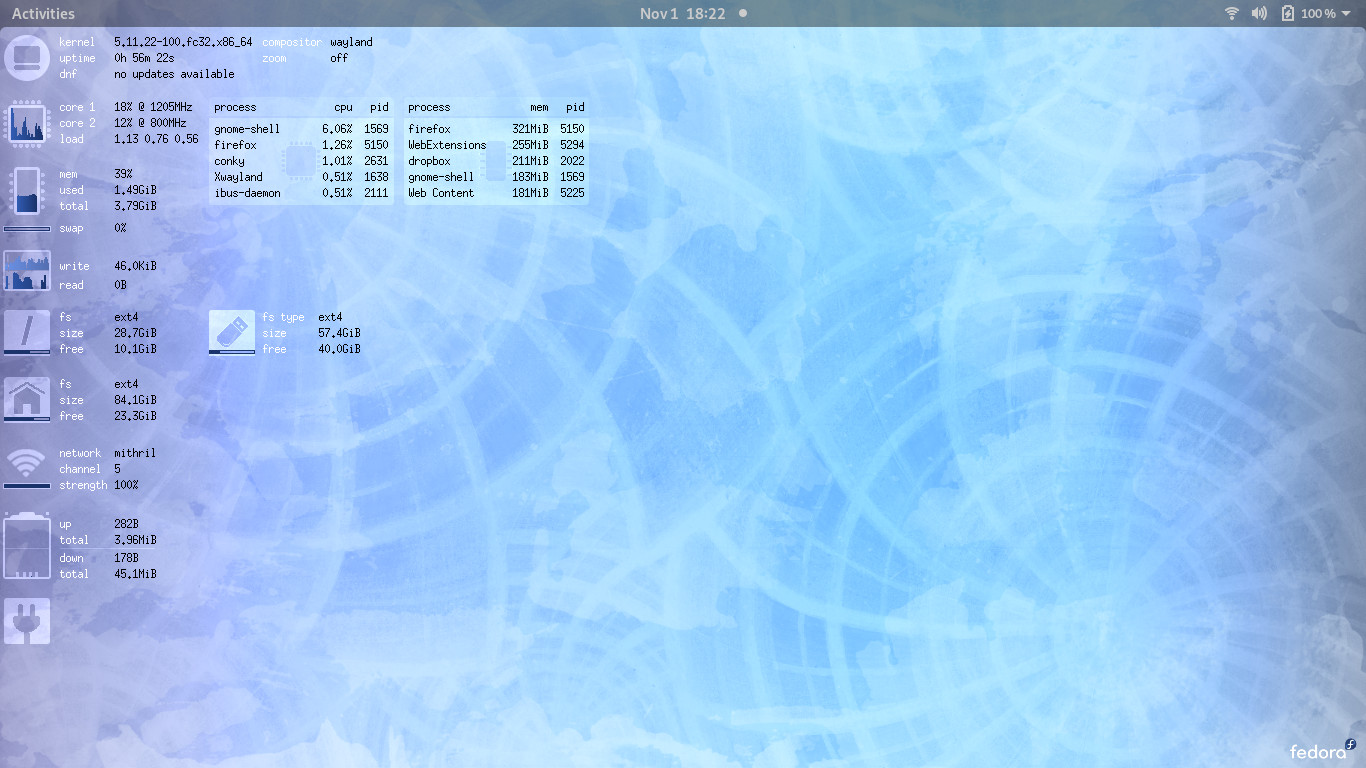 Activities
Nov 1 18:22
100 %
kernel 5.11.22-100.fc32.x86_64 compositor wayland
uptime 0h 56m 22s zoom off
dnf no updates available
core 1 18% @ 1205MHz
core 2 12% @ 800MHz
load 1.13 0.76 0.56
process cpu pid
gnome-shell 6.06% 1569
firefox 1.26% 5150
conky 1.01% 2631
Xwayland 0.51% 1638
ibus-daemon 0.51% 2111
process mem pid
firefox 321MiB 5150
WebExtensions 255MiB 5294
dropbox 211MiB 2022
gnome-shell 183MiB 1569
Web Content 181MiB 5225
mem 39%
used 1.49GiB
total 3.79GiB
swap 0%
write 46.0KiB
read 0B
fs ext4
size 28.7GiB
free 10.1GiB
fs type ext4
size 57.4GiB
free 40.0GiB
fs ext4
size 84.1GiB
free 23.3GiB
network mithril
channel 5
strength 100%
up 282B
total 3.96MiB
down 178B
total 45.1MiB
fedora